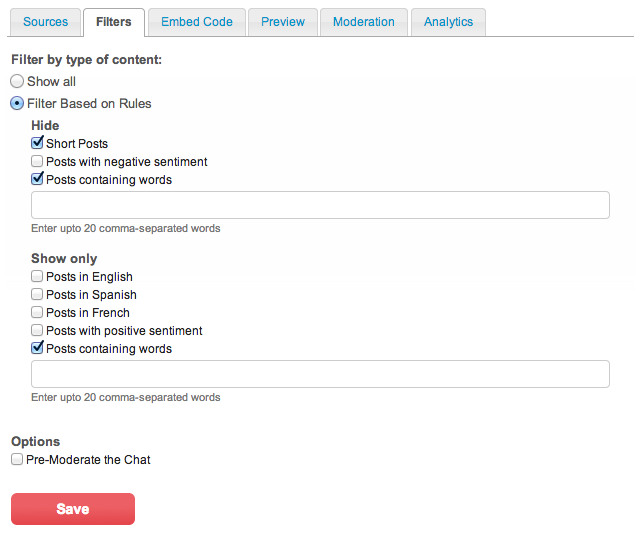 Sources Filters Embed Code Preview Moderation Analytics
Filter by type of content:
Show all
Filter Based on Rules
Hide
Short Posts
Posts with negative sentiment
Posts containing words
Enter upto 20 comma-separated words
Show only
Posts in English
Posts in Spanish
Posts in French
Posts with positive sentiment
Posts containing words
Enter upto 20 comma-separated words
Options
Pre-Moderate the Chat
Save